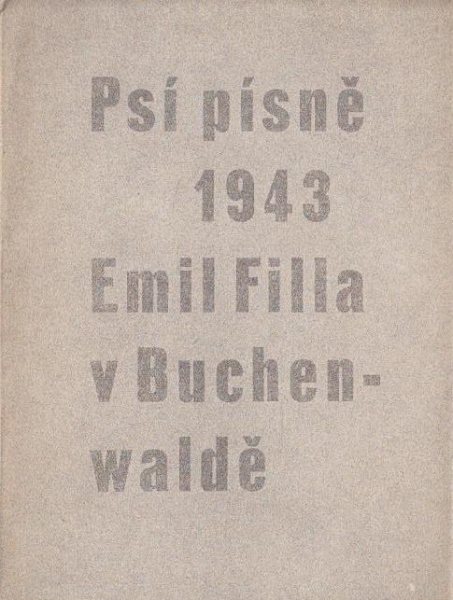 Psí písně
1943
Emil Filla
v Buchen-
waldě